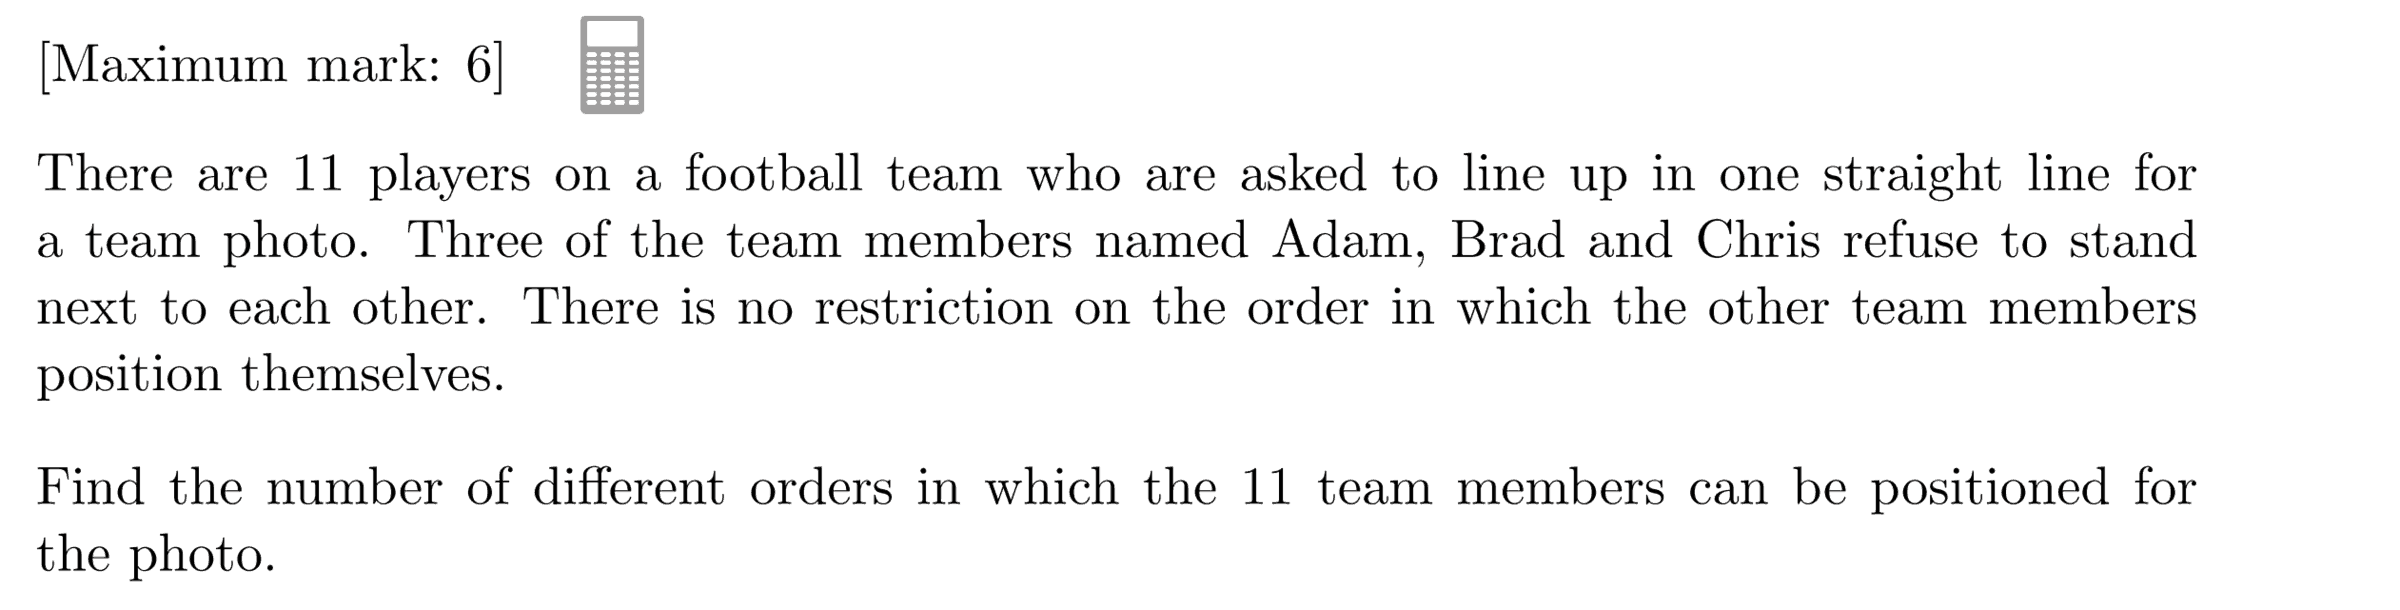 [Maximum mark: 6]
There are 11 players on a football team who are asked to line up in one straight line for
a team photo. Three of the team members named Adam, Brad and Chris refuse to stand
next to each other. There is no restriction on the order in which the other team members
position themselves.
Find the number of different orders in which the 11 team members can be positioned for
the photo.